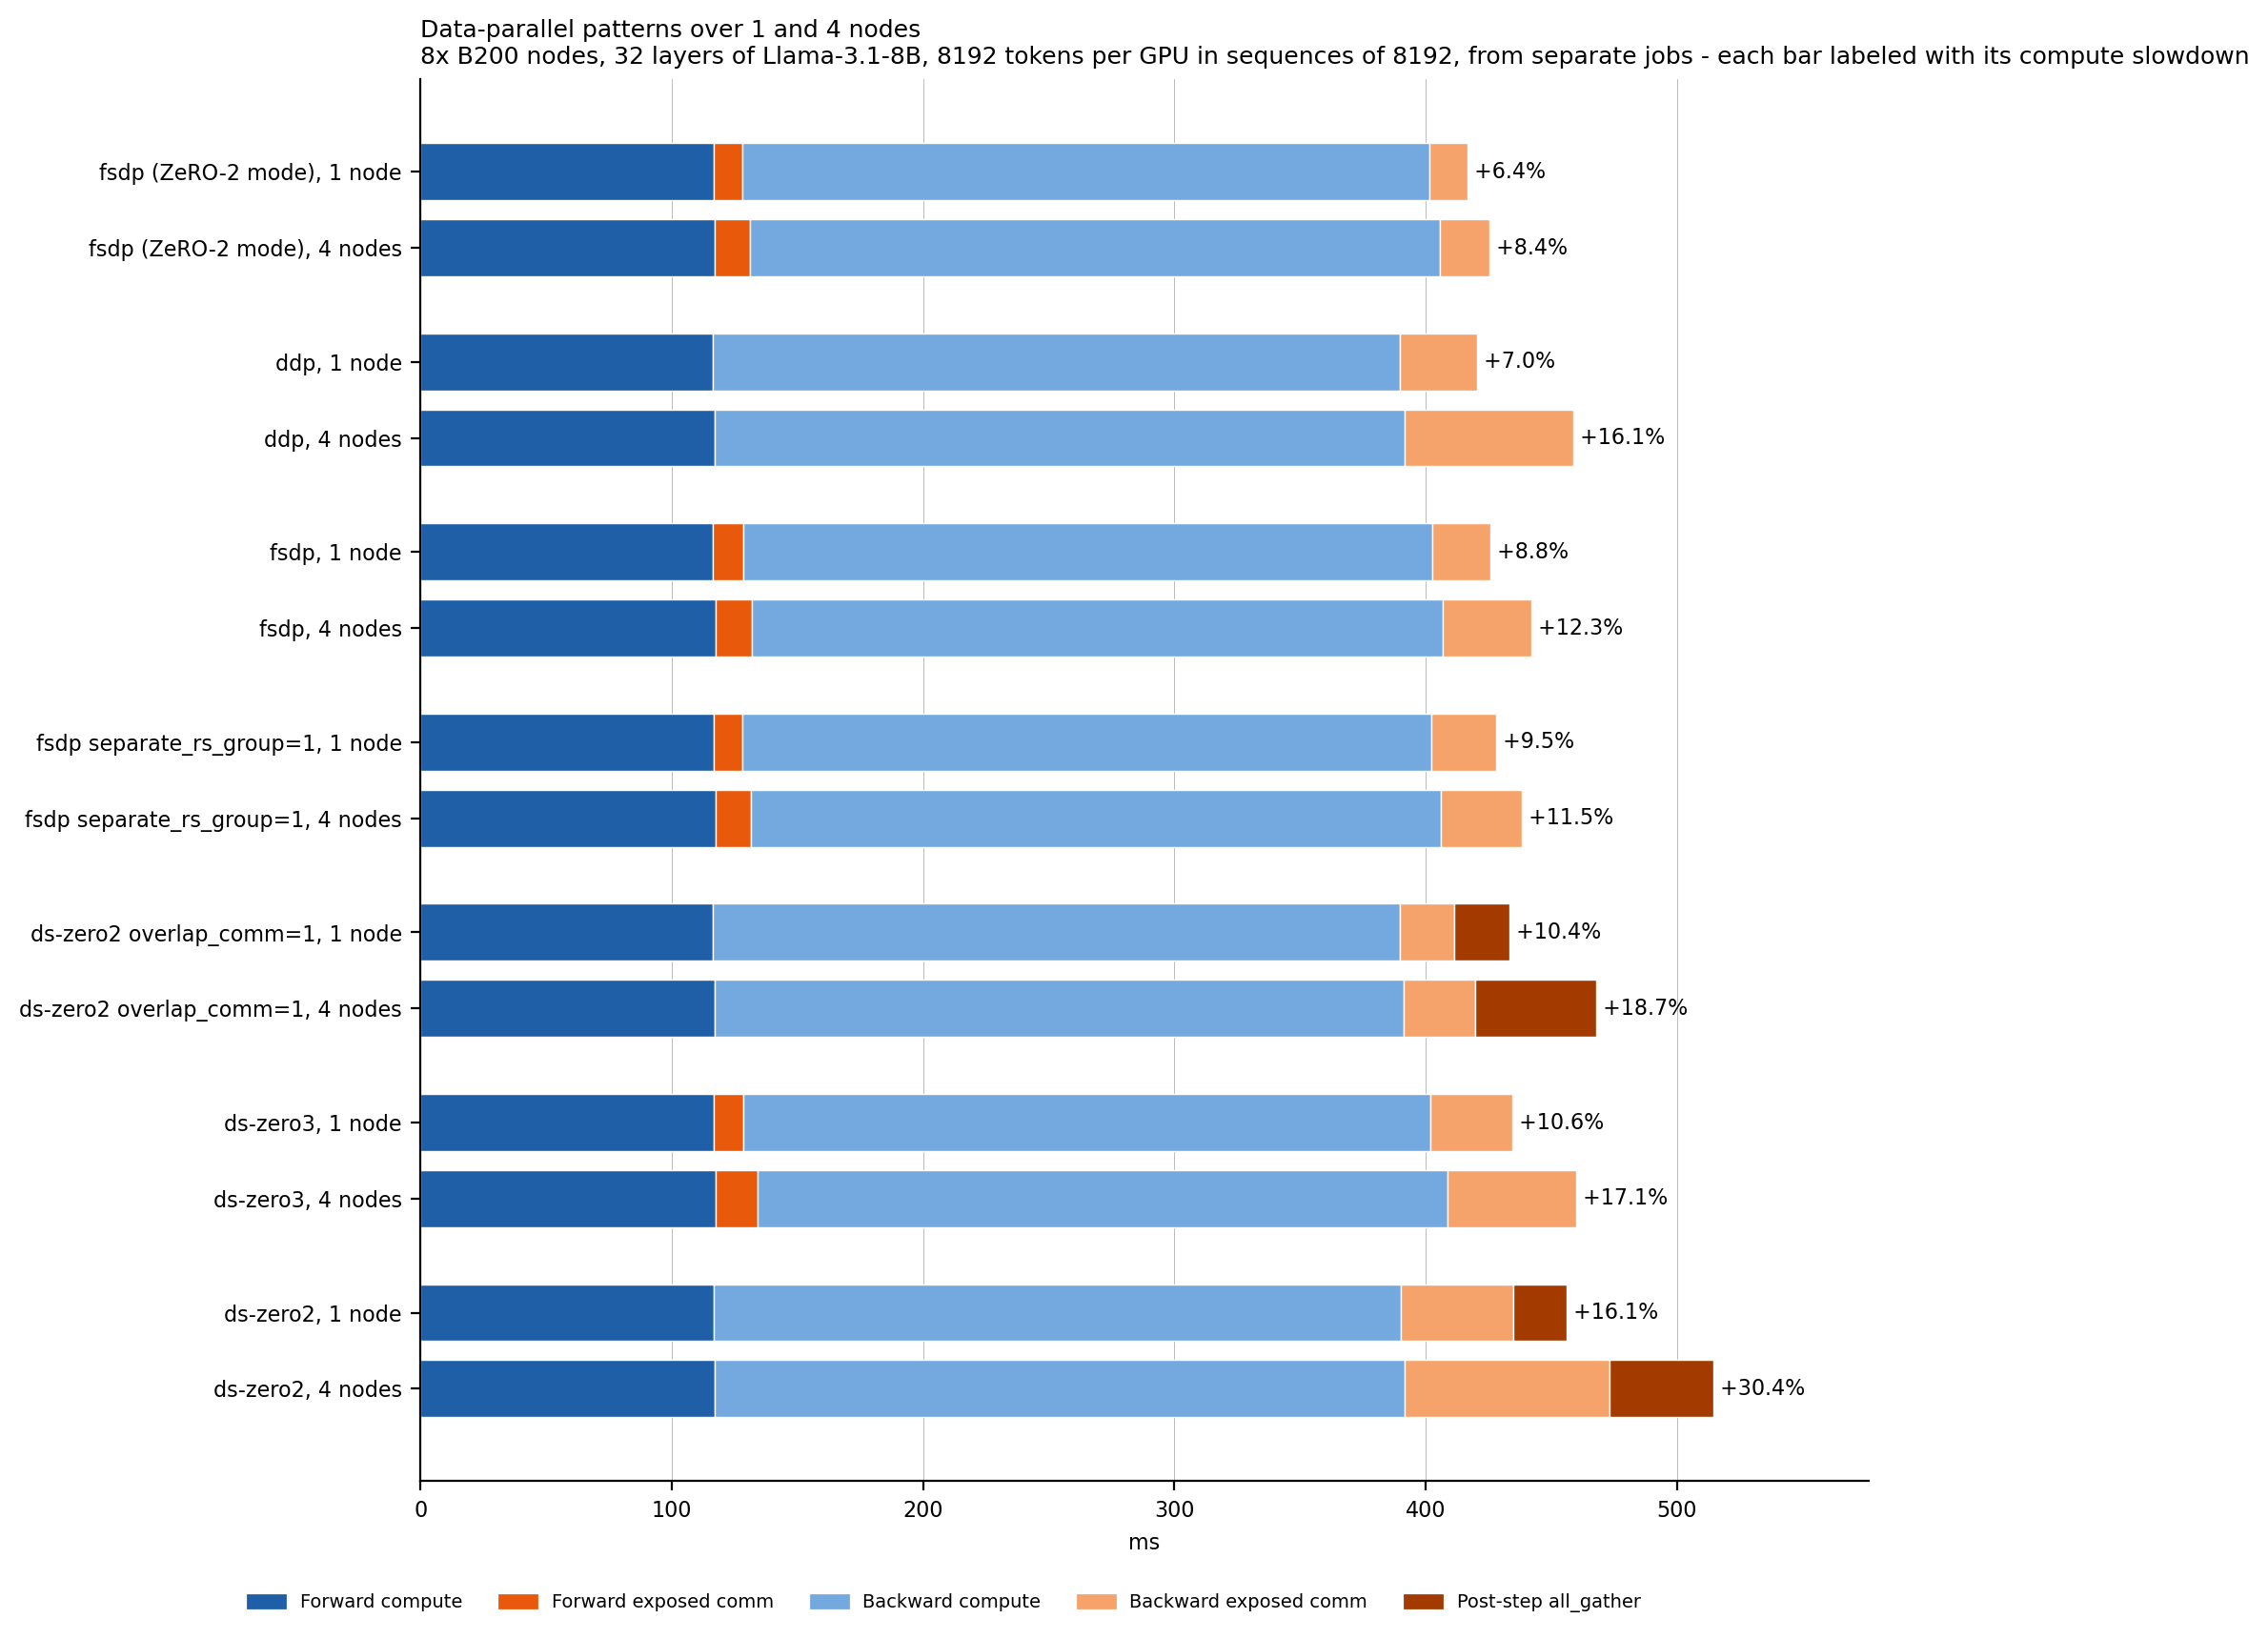 Data-parallel patterns over 1 and 4 nodes
8x B200 nodes, 32 layers of Llama-3.1-8B, 8192 tokens per GPU in sequences of 8192, from separate jobs - each bar labeled with its compute slowdown
fsdp (ZeRO-2 mode), 1 node +6.4%
fsdp (ZeRO-2 mode), 4 nodes +8.4%
ddp, 1 node +7.0%
ddp, 4 nodes +16.1%
fsdp, 1 node +8.8%
fsdp, 4 nodes +12.3%
fsdp separate_rs_group=1, 1 node +9.5%
fsdp separate_rs_group=1, 4 nodes +11.5%
ds-zero2 overlap_comm=1, 1 node +10.4%
ds-zero2 overlap_comm=1, 4 nodes +18.7%
ds-zero3, 1 node +10.6%
ds-zero3, 4 nodes +17.1%
ds-zero2, 1 node +16.1%
ds-zero2, 4 nodes +30.4%
0 100 200 300 400 500
ms
Forward compute Forward exposed comm Backward compute Backward exposed comm Post-step all_gather